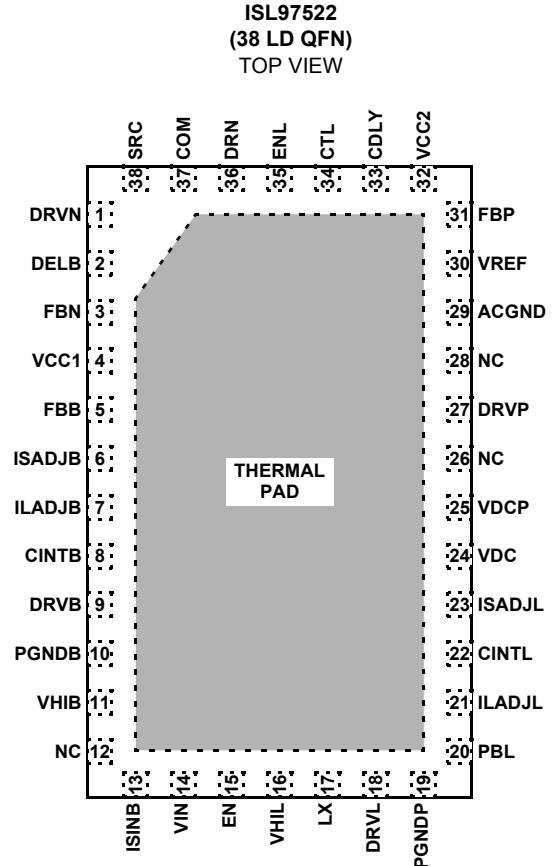 ISL97522
(38 LD QFN)
TOP VIEW
38 SRC
37 COM
36 DRN
35 ENL
34 CTL
33 CDLY
32 VCC2
DRVN 1
DELB 2
FBN 3
VCC1 4
FBB 5
ISADJB 6
ILADJB 7
CINTB 8
DRVB 9
PGNDB 10
VHIB 11
NC 12
31 FBP
30 VREF
29 ACGND
28 NC
27 DRVP
26 NC
25 VDCP
24 VDC
23 ISADJL
22 CINTL
21 ILADJL
20 PBL
THERMAL
PAD
ISINB 13
VIN 14
EN 15
VHIL 16
LX 17
DRVL 18
PGNDP 19